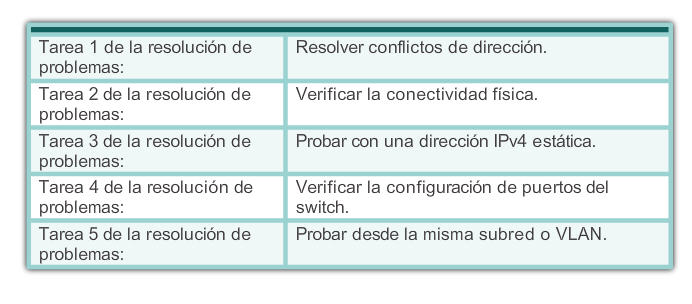 Tarea 1 de la resolución de
problemas:
Resolver conflictos de dirección.
Tarea 2 de la resolución de
problemas:
Verificar la conectividad física.
Tarea 3 de la resolución de
problemas:
Probar con una dirección IPv4 estática.
Tarea 4 de la resolución de
problemas:
Verificar la configuración de puertos del
switch.
Tarea 5 de la resolución de
problemas:
Probar desde la misma subred o VLAN.